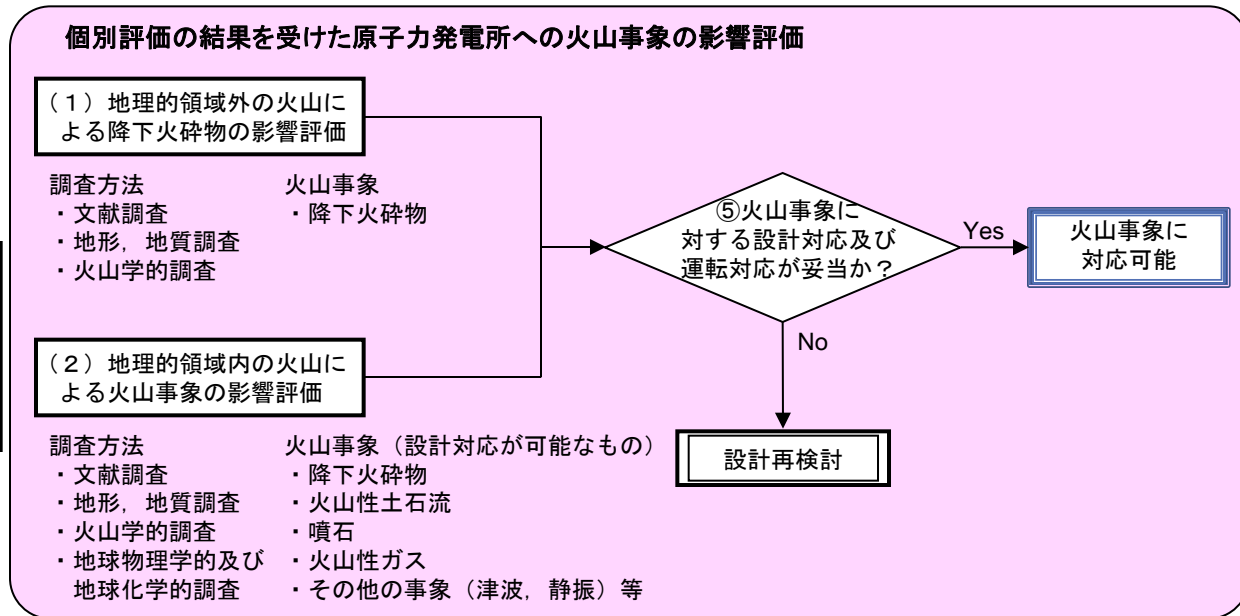 個別評価の結果を受けた原子力発電所への火山事象の影響評価
（１）地理的領域外の火山に
よる降下火砕物の影響評価
調査方法
・文献調査
・地形，地質調査
・火山学的調査
火山事象
・降下火砕物
（２）地理的領域内の火山に
よる火山事象の影響評価
調査方法
・文献調査
・地形，地質調査
・火山学的調査
・地球物理学的及び
地球化学的調査
火山事象（設計対応が可能なもの）
・降下火砕物
・火山性土石流
・噴石
・火山性ガス
・その他の事象（津波，静振）等
⑤火山事象に
対する設計対応及び
運転対応が妥当か？
Yes
火山事象に
対応可能
No
設計再検討